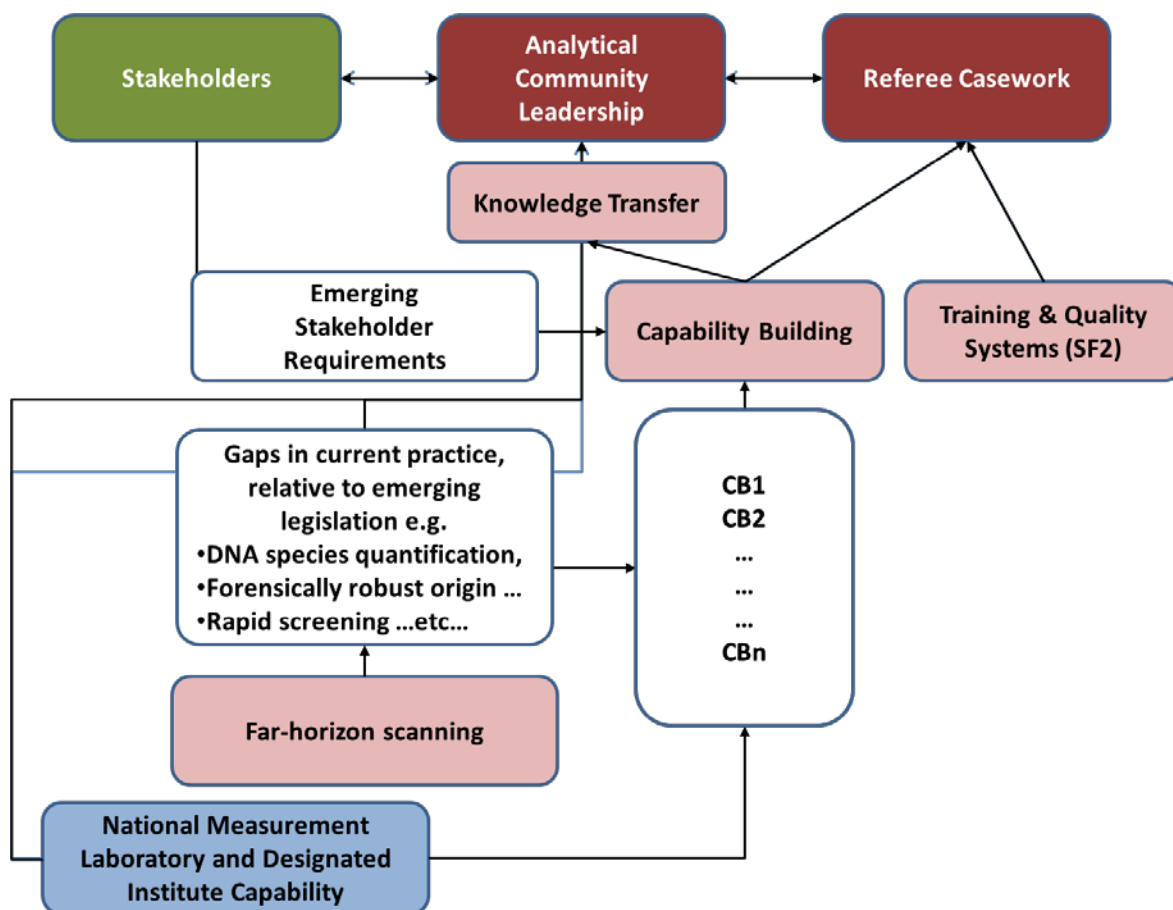 Stakeholders
Analytical
Community
Leadership
Referee Casework
Knowledge Transfer
Emerging
Stakeholder
Requirements
Capability Building
Training & Quality
Systems (SF2)
Gaps in current practice,
relative to emerging
legislation e.g.
•DNA species quantification,
•Forensically robust origin ...
•Rapid screening ...etc...
CB1
CB2
...
...
...
CBn
Far-horizon scanning
National Measurement
Laboratory and Designated
Institute Capability